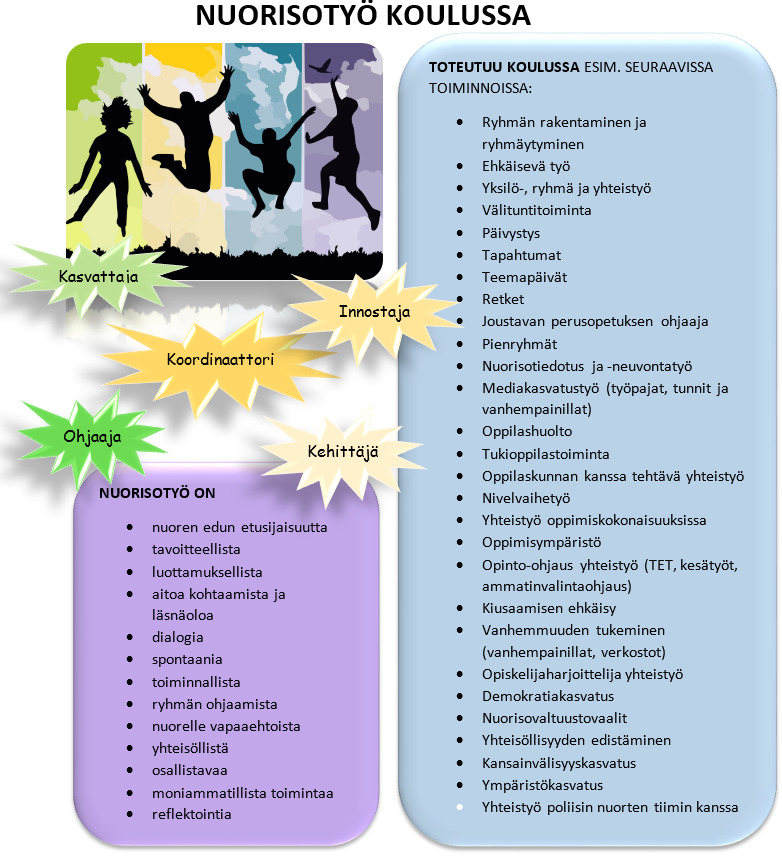 NUORISOTYÖ KOULUSSA
Kasvattaja
Innostaja
Koordinaattori
Ohjaaja
Kehittäjä
NUORISOTYÖ ON
• nuoren edun etusijaisuutta
• tavoitteellista
• luottamuksellista
• aitoa kohtaamista ja
läsnäoloa
• dialogia
• spontaania
• toiminnallista
• ryhmän ohjaamista
• nuorelle vapaaehtoista
• yhteisöllistä
• osallistavaa
• moniammatillista toimintaa
• reflektointia
TOTEUTUU KOULUSSA ESIM. SEURAAVISSA
TOIMINNOISSA:
• Ryhmän rakentaminen ja
ryhmäytyminen
• Ehkäisevä työ
• Yksilö-, ryhmä ja yhteistyö
• Välituntitoiminta
• Päivystys
• Tapahtumat
• Teemapäivät
• Retket
• Joustavan perusopetuksen ohjaaja
• Pienryhmät
• Nuorisotiedotus ja -neuvontatyö
• Mediakasvatustyö (työpajat, tunnit ja
vanhempainillat)
• Oppilashuolto
• Tukioppilastoiminta
• Oppilaskunnan kanssa tehtävä yhteistyö
• Nivelvaihetyö
• Yhteistyö oppimiskokonaisuuksissa
• Oppimisympäristö
• Opinto-ohjaus yhteistyö (TET, kesätyöt,
ammatinvalintaohjaus)
• Kiusaamisen ehkäisy
• Vanhemmuuden tukeminen
(vanhempainillat, verkostot)
• Opiskelijaharjoittelija yhteistyö
• Demokratiakasvatus
• Nuorisovaltuustovaalit
• Yhteisöllisyyden edistäminen
• Kansainvälisyyskasvatus
• Ympäristökasvatus
• Yhteistyö poliisin nuorten tiimin kanssa